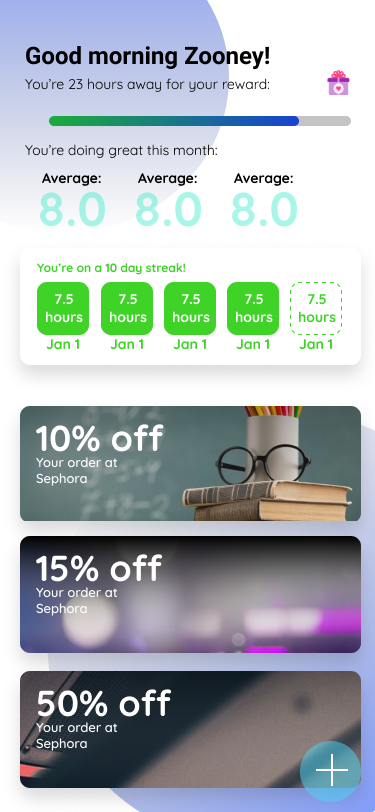 Good morning Zooney!
You're 23 hours away for your reward:
You're doing great this month:
Average: Average: Average:
8.0 8.0 8.0
You're on a 10 day streak!
7.5 7.5 7.5 7.5 7.5
hours hours hours hours hours
Jan 1 Jan 1 Jan 1 Jan 1 Jan 1
10% off
Your order at
Sephora
15% off
Your order at
Sephora
50% off
Your order at
Sephora